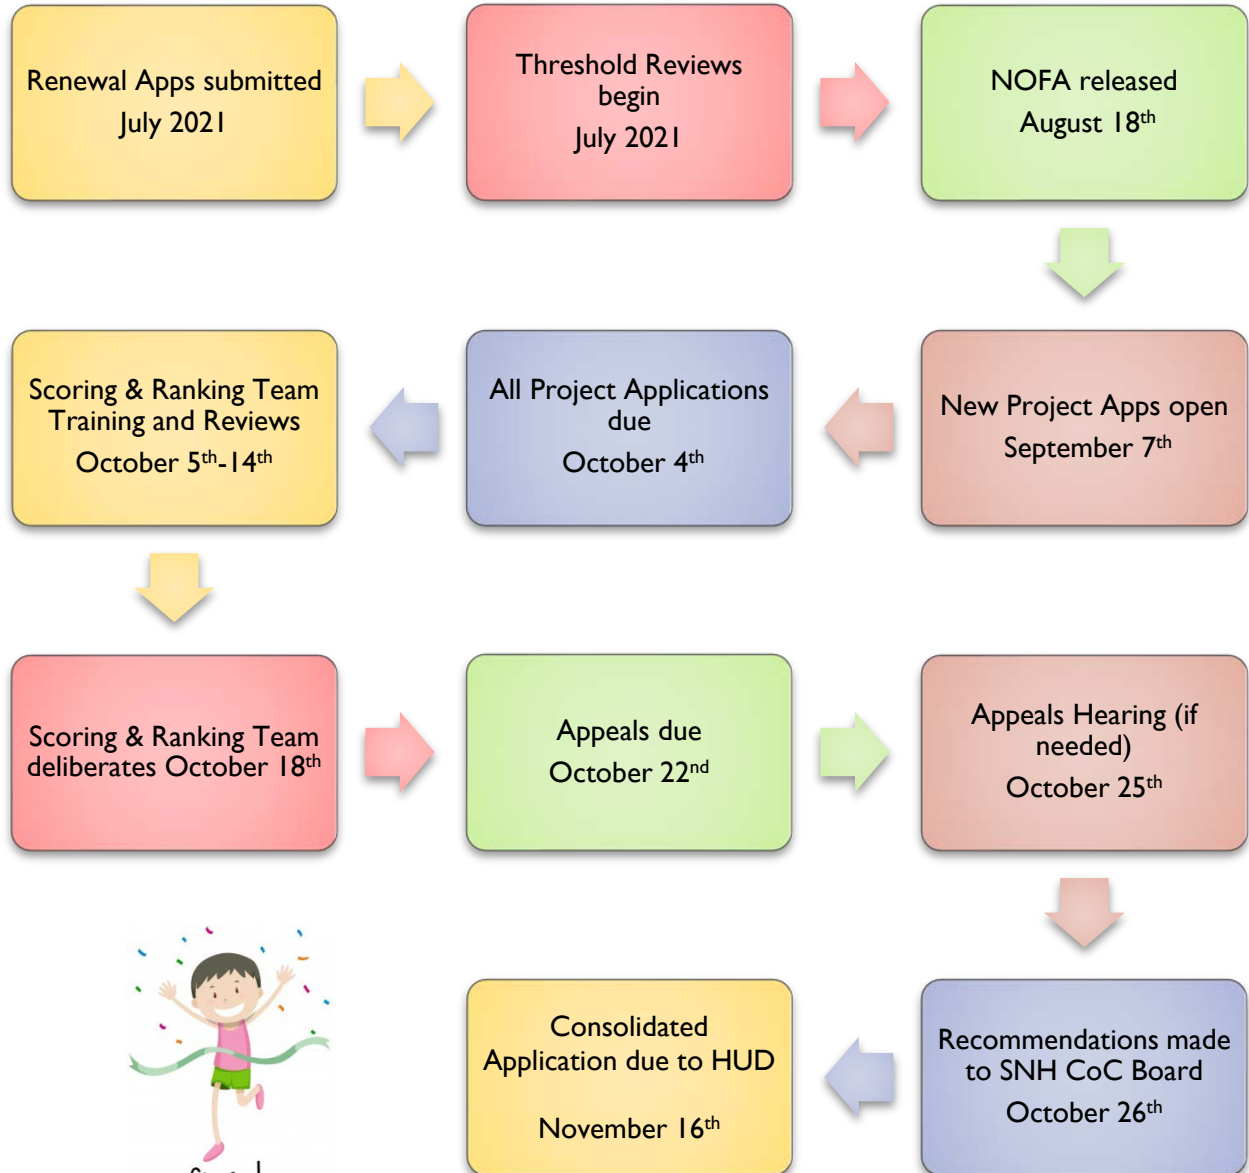 Renewal Apps submitted
July 2021
Threshold Reviews
begin
July 2021
NOFA released
August 18th
New Project Apps open
September 7th
All Project Applications
due
October 4th
Scoring & Ranking Team
Training and Reviews
October 5th-14th
Scoring & Ranking Team
deliberates October 18th
Appeals due
October 22nd
Appeals Hearing (if
needed)
October 25th
Recommendations made
to SNH CoC Board
October 26th
Consolidated
Application due to HUD
November 16th